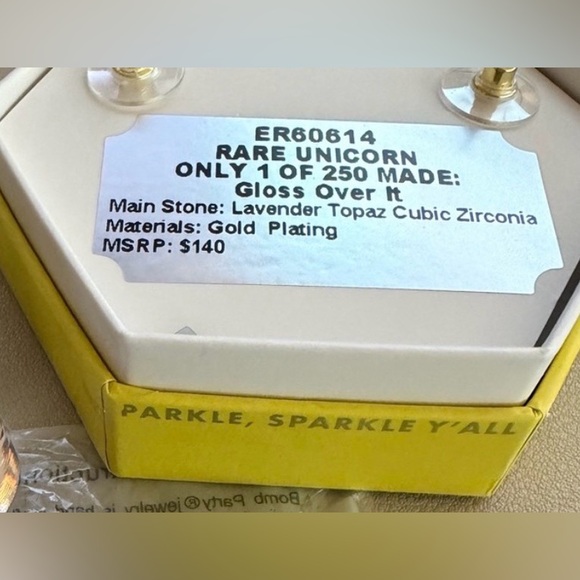 ER60614
RARE UNICORN
ONLY 1 OF 250 MADE:
Gloss Over It
Main Stone: Lavender Topaz Cubic Zirconia
Materials: Gold Plating
MSRP: $140
PARKLE, SPARKLE Y'ALL
Bomb Party® jewelry is